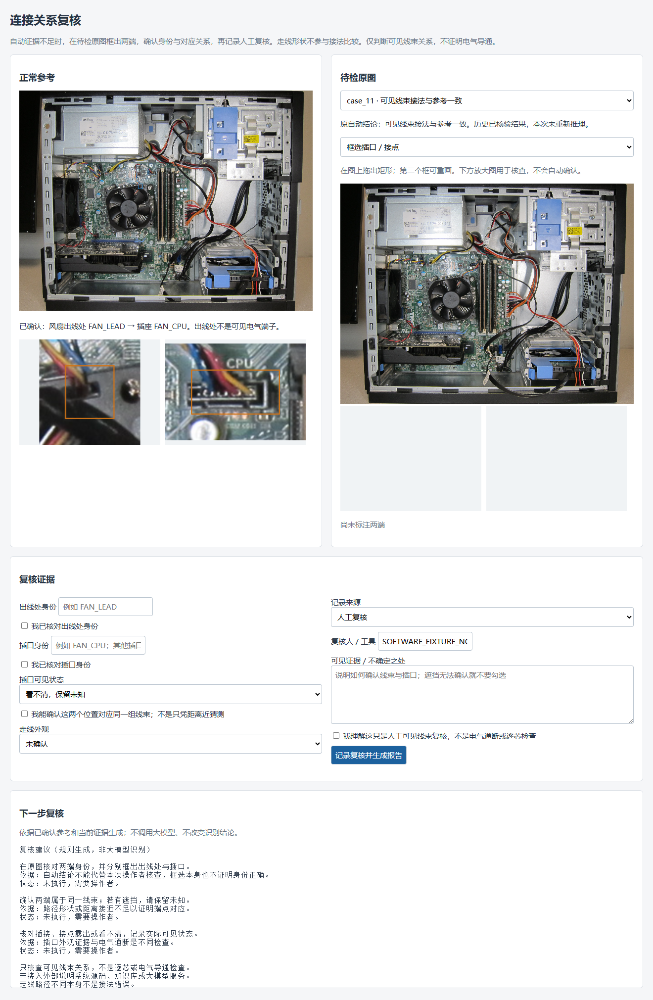 连接关系复核
自动证据不足时，在待检原图框出两端，确认身份与对应关系，再记录人工复核。走线形状不参与接法比较。仅判断可见线束关系，不证明电气导通。
正常参考
已确认：风扇出线处 FAN_LEAD → 插座 FAN_CPU。出线处不是可见电气端子。
CPU
待检原图
case_11 · 可见线束接法与参考一致
原自动结论：可见线束接法与参考一致。历史已核验结果，本次未重新推理。
框选插口 / 接点
在图上拖出矩形；第二个框可重画。下方放大图用于核查，不会自动确认。
尚未标注两端
复核证据
出线处身份 例如 FAN_LEAD
我已核对出线处身份
插口身份 例如 FAN_CPU；其他插口
我已核对插口身份
插口可见状态
看不清，保留未知
我能确认这两个位置对应同一组线束；不是只凭距离近猜测
走线外观
未确认
记录来源
人工复核
复核人 / 工具 SOFTWARE_FIXTURE_NO
可见证据 / 不确定之处
说明如何确认线束与插口；遮挡无法确认就不要勾选
我理解这只是人工可见线束复核，不是电气通断或逐芯检查
记录复核并生成报告
下一步复核
依据已确认参考和当前证据生成；不调用大模型、不改变识别结论。
复核建议（规则生成，非大模型识别）
在原图核对两端身份，并分别框出出线处与插口。
依据：自动结论不能代替本次操作者核查，框选本身也不证明身份正确。
状态：未执行，需要操作者。
确认两端属于同一线束；若有遮挡，请保留未知。
依据：路径形状或距离接近不足以证明端点对应。
状态：未执行，需要操作者。
核对插接、接点露出或看不清，记录实际可见状态。
依据：插口外观证据与电气通断是不同检查。
状态：未执行，需要操作者。
只核查可见线束关系，不是逐芯或电气导通检查。
未接入外部说明系统源码、知识库或大模型服务。
走线路径不同本身不是接法错误。